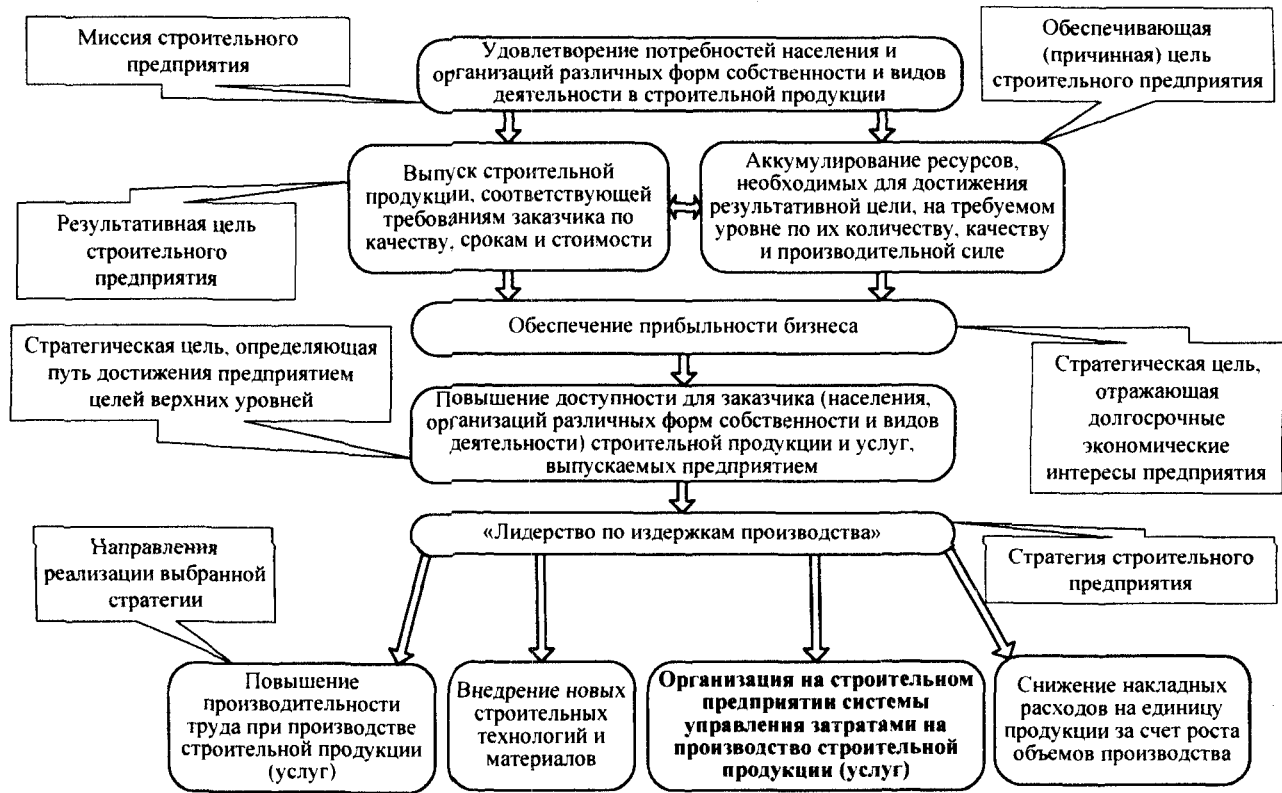 Миссия строительного
предприятия
Удовлетворение потребностей населения и
организаций различных форм собственности и видов
деятельности в строительной продукции
Обеспечивающая
(причинная) цель
строительного предприятия
Выпуск строительной
продукции, соответствующей
требованиям заказчика по
качеству, срокам и стоимости
Аккумулирование ресурсов,
необходимых для достижения
результативной цели, на требуемом
уровне по их количеству, качеству
и производительной силе
Результативная цель
строительного
предприятия
Обеспечение прибыльности бизнеса
Стратегическая цель, определяющая
путь достижения предприятием
целей верхних уровней
Стратегическая цель,
отражающая
долгосрочные
экономические
интересы предприятия
Повышение доступности для заказчика (населения,
организаций различных форм собственности и видов
деятельности) строительной продукции и услуг,
выпускаемых предприятием
«Лидерство по издержкам производства»
Направления
реализации выбранной
стратегии
Стратегия строительного
предприятия
Повышение
производительности
труда при производстве
строительной продукции
(услуг)
Внедрение новых
строительных
технологий и
материалов
Организация на строительном
предприятии системы
управления затратами на
производство строительной
продукции (услуг)
Снижение накладных
расходов на единицу
продукции за счет роста
объемов производства